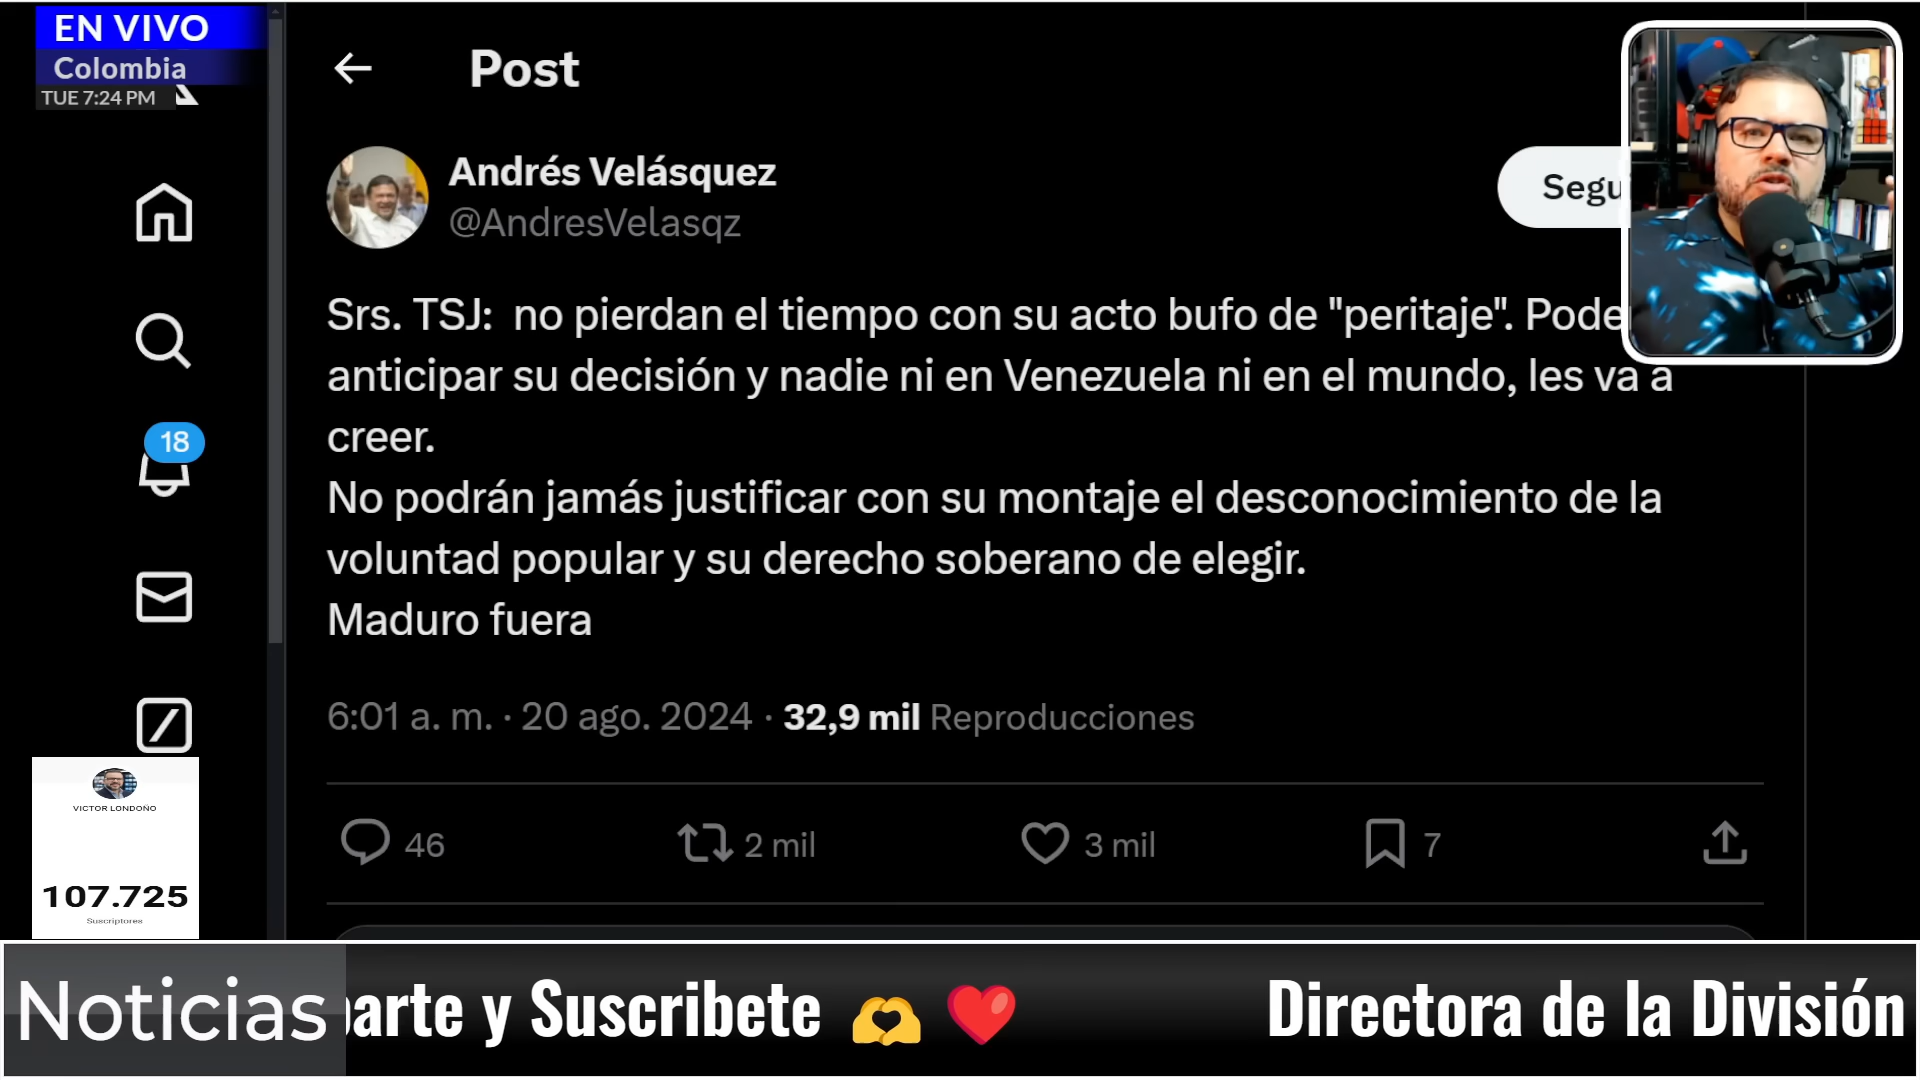 EN VIVO
Colombia
TUE 7:24 PM
Post
Andrés Velásquez
@AndresVelasqz
Segu
Srs. TSJ:  no pierdan el tiempo con su acto bufo de "peritaje". Pode
anticipar su decisión y nadie ni en Venezuela ni en el mundo, les va a
creer.
No podrán jamás justificar con su montaje el desconocimiento de la
voluntad popular y su derecho soberano de elegir.
Maduro fuera
6:01 a. m. · 20 ago. 2024 · 32,9 mil Reproducciones
18
46
2 mil
3 mil
7
VICTOR LONDOÑO
107.725
Suscriptores
Noticias
arte y Suscribete 🫶 ❤️
Directora de la División